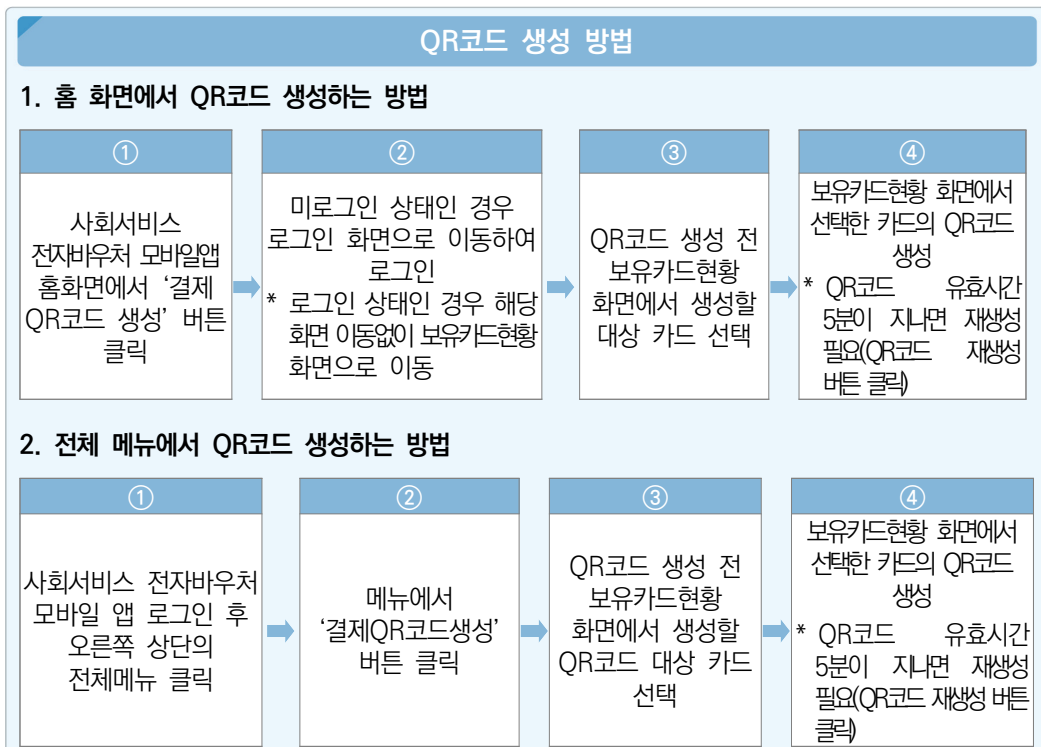 QR코드 생성 방법
1. 홈 화면에서 QR코드 생성하는 방법
①
사회서비스
전자바우처 모바일앱
홈화면에서 ‘결제
QR코드 생성’ 버튼
클릭
②
미로그인 상태인 경우
로그인 화면으로 이동하여
로그인
* 로그인 상태인 경우 해당
화면 이동없이 보유카드현황
화면으로 이동
③
QR코드 생성 전
보유카드현황
화면에서 생성할
대상 카드 선택
④
보유카드현황 화면에서
선택한 카드의 QR코드
생성
* QR코드 유효시간
5분이 지나면 재생성
필요(QR코드 재생성
버튼 클릭)
2. 전체 메뉴에서 QR코드 생성하는 방법
①
사회서비스 전자바우처
모바일 앱 로그인 후
오른쪽 상단의
전체메뉴 클릭
②
메뉴에서
‘결제QR코드생성’
버튼 클릭
③
QR코드 생성 전
보유카드현황
화면에서 생성할
QR코드 대상 카드
선택
④
보유카드현황 화면에서
선택한 카드의 QR코드
생성
* QR코드 유효시간
5분이 지나면 재생성
필요(QR코드 재생성 버튼
클릭)